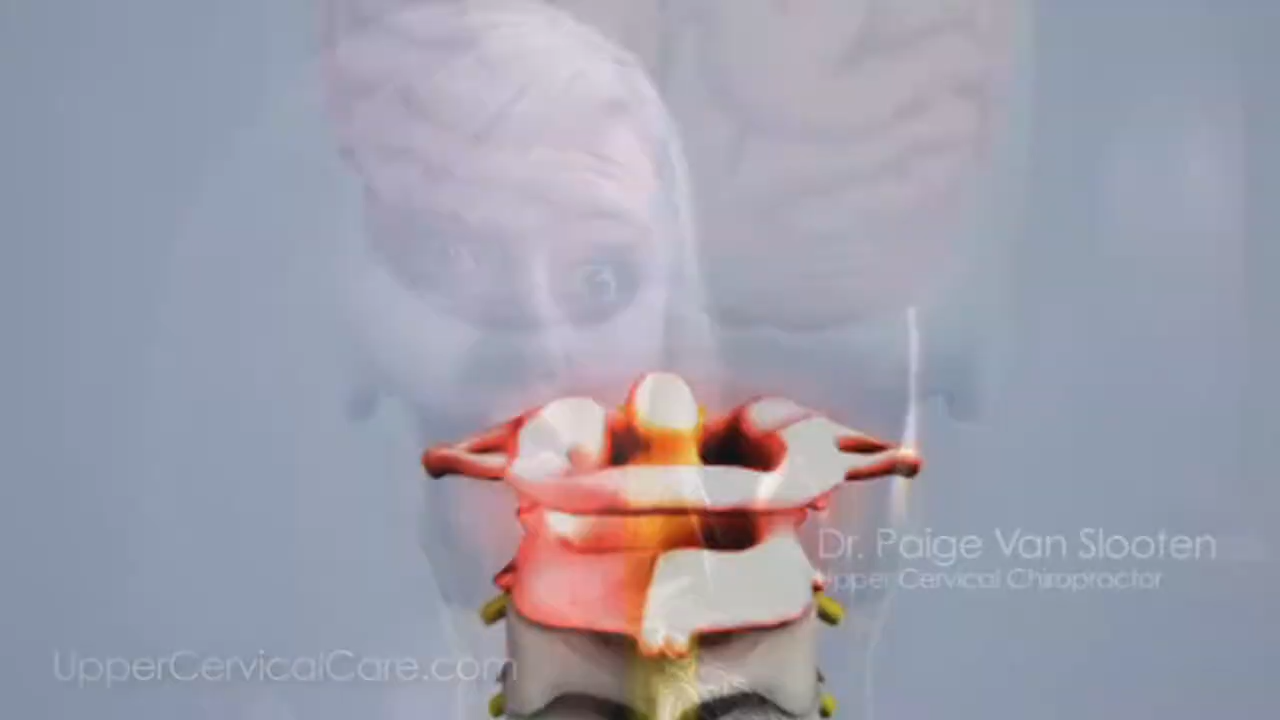 Dr. Paige Van Slooten
Upper Cervical Chiropractor
UpperCervicalCare.com